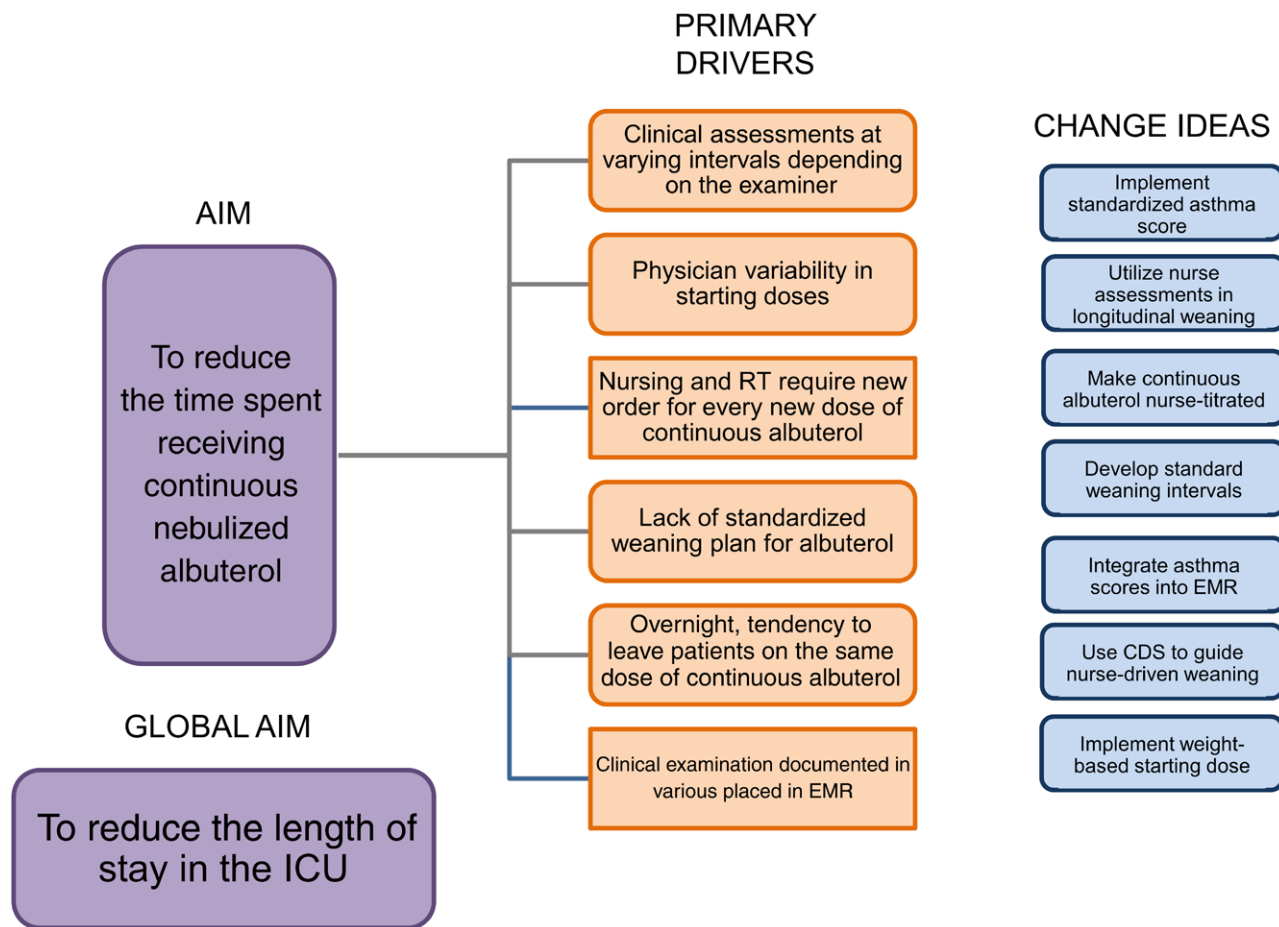 AIM
To reduce
the time spent
receiving
continuous
nebulized
albuterol
GLOBAL AIM
To reduce the length of
stay in the ICU
PRIMARY
DRIVERS
Clinical assessments at
varying intervals depending
on the examiner
Physician variability in
starting doses
Nursing and RT require new
order for every new dose of
continuous albuterol
Lack of standardized
weaning plan for albuterol
Overnight, tendency to
leave patients on the same
dose of continuous albuterol
Clinical examination documented in
various placed in EMR
CHANGE IDEAS
Implement
standardized asthma
score
Utilize nurse
assessments in
longitudinal weaning
Make continuous
albuterol nurse-titrated
Develop standard
weaning intervals
Integrate asthma
scores into EMR
Use CDS to guide
nurse-driven weaning
Implement weight-
based starting dose